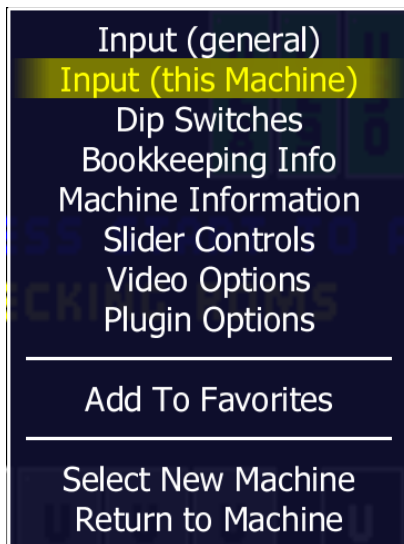 Input (general)
Input (this Machine)
Dip Switches
Bookkeeping Info
Machine Information
Slider Controls
Video Options
Plugin Options
Add To Favorites
Select New Machine
Return to Machine